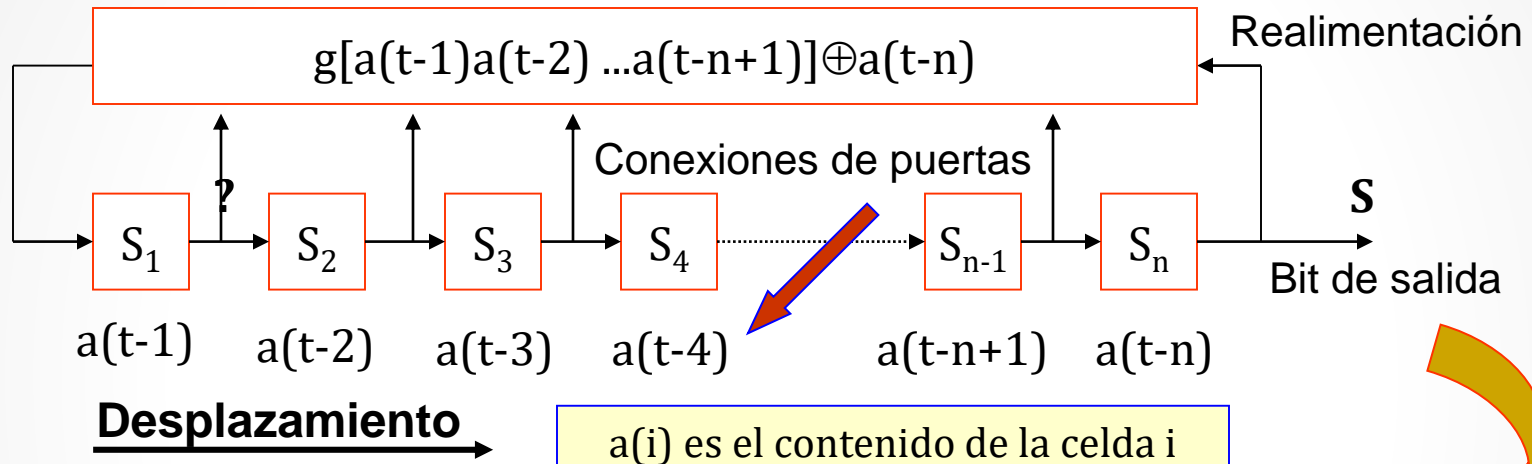 Realimentación
g[a(t-1)a(t-2) ...a(t-n+1)]⊕a(t-n)
Conexiones de puertas
?
S
S₁ S₂ S₃ S₄ Sₙ₋₁ Sₙ
Bit de salida
a(t-1) a(t-2) a(t-3) a(t-4) a(t-n+1) a(t-n)
Desplazamiento
a(i) es el contenido de la celda i